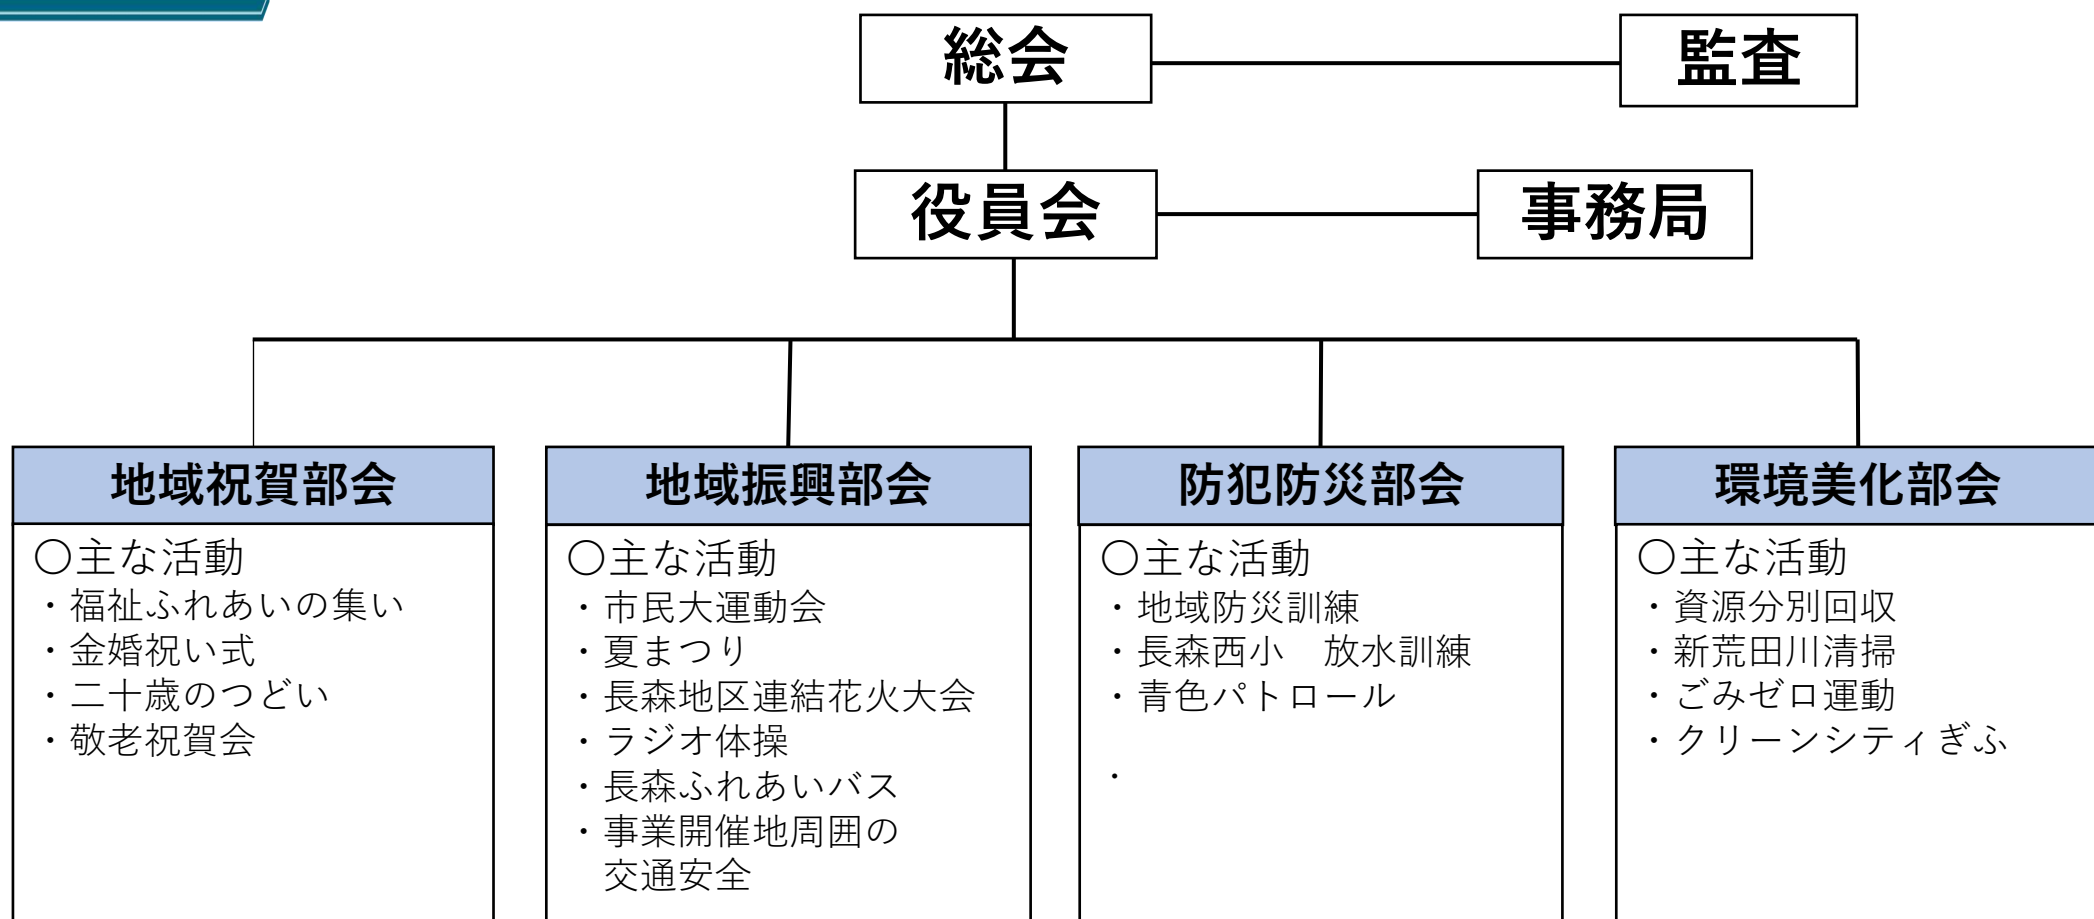 総会
監査
役員会
事務局
地域祝賀部会
〇主な活動
・福祉ふれあいの集い
・金婚祝い式
・二十歳のつどい
・敬老祝賀会
地域振興部会
〇主な活動
・市民大運動会
・夏まつり
・長森地区連結花火大会
・ラジオ体操
・長森ふれあいバス
・事業開催地周囲の
交通安全
防犯防災部会
〇主な活動
・地域防災訓練
・長森西小　放水訓練
・青色パトロール
・
環境美化部会
〇主な活動
・資源分別回収
・新荒田川清掃
・ごみゼロ運動
・クリーンシティぎふ